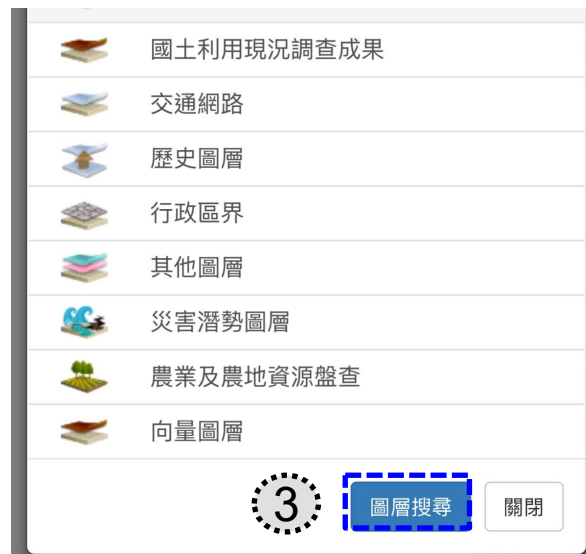 國土利用現況調查成果
交通網路
歷史圖層
行政區界
其他圖層
災害潛勢圖層
農業及農地資源盤查
向量圖層
3 圖層搜尋 關閉